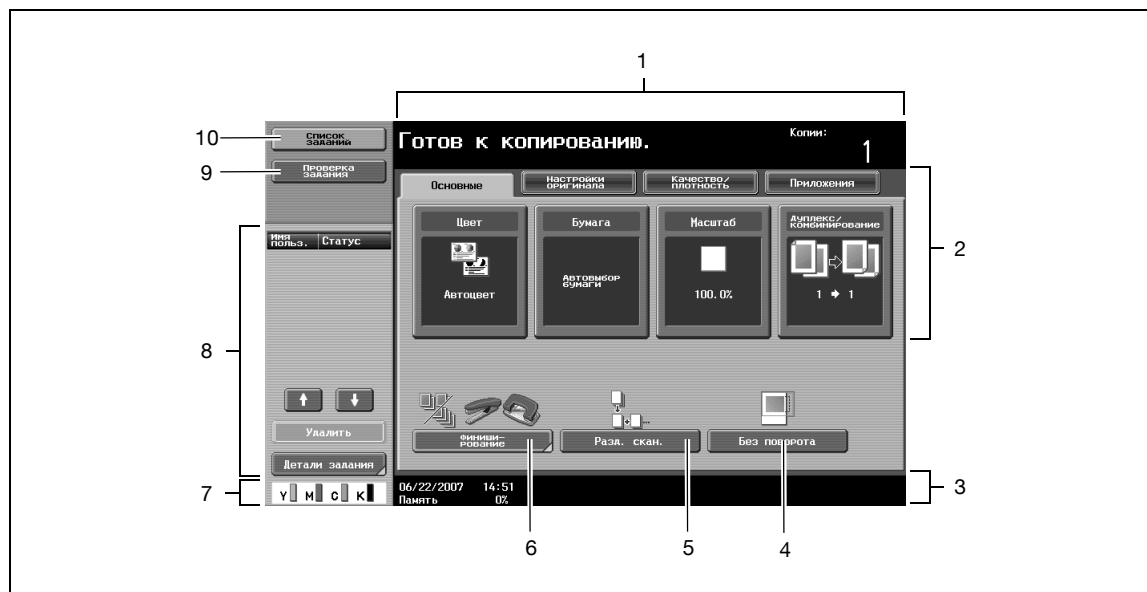 1
10
Список
заданий
Готов к копированию.
Копии:
1
9
Проверка
задания
Основные
Настройки
оригинала
Качество/
плотность
Приложения
2
8
Имя
польз.
Статус
Цвет
Бумага
Масштаб
Дуплекс/
комбинирование
Автоцвет
Автовыбор
бумаги
100.0%
1 ➔ 1
Удалить
Финиши-
рование
Разд. скан.
Без поворота
Детали задания
7
Y M C K
06/22/2007 14:51
Память 0%
3
6
5
4